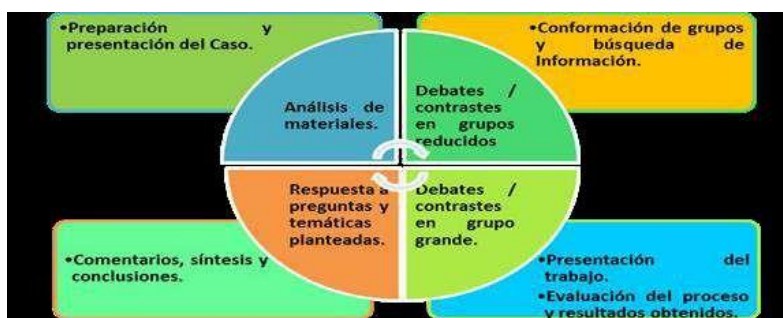 •Preparación y
presentación del Caso.
•Conformación de grupos
y búsqueda de
Información.
Análisis de
materiales.
Debates /
contrastes
en grupos
reducidos
Respuesta a
preguntas y
temáticas
planteadas.
Debates /
contrastes
en grupo
grande.
•Comentarios, síntesis y
conclusiones.
•Presentación del
trabajo.
•Evaluación del proceso
y resultados obtenidos.